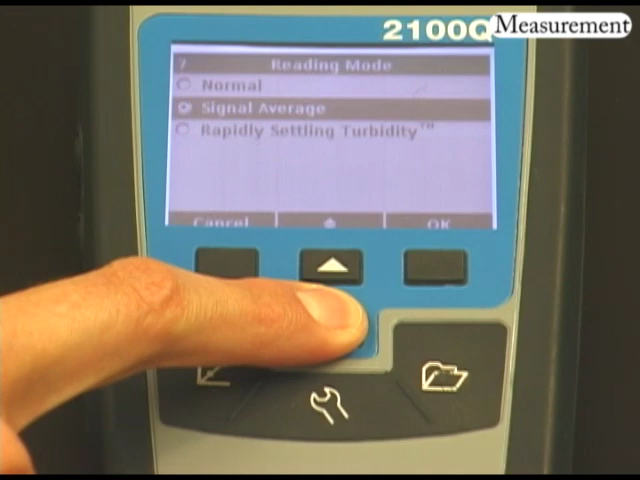 2100Q
Measurement
? Reading Mode
Normal
Signal Average
Rapidly Settling Turbidity™
Cancel OK